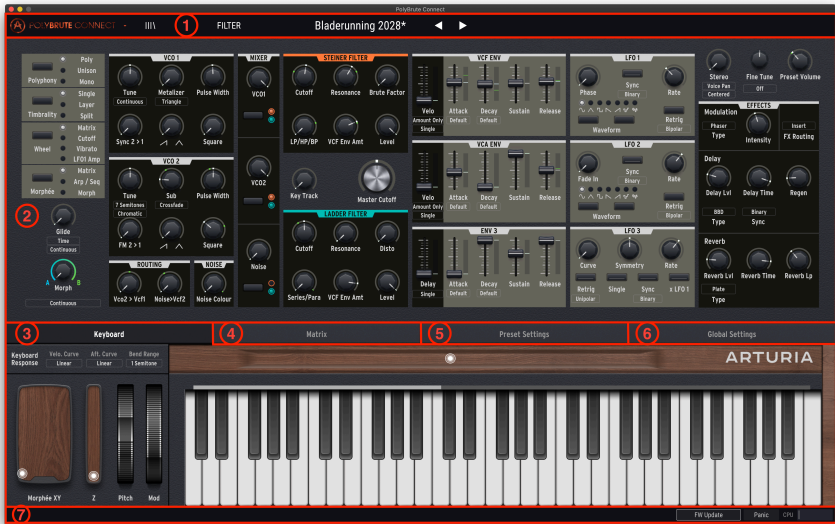 PolyBrute Connect
POLYBRUTE CONNECT
1
FILTER
Bladerunning 2028*
Polyphony
Poly
Unison
Mono
Timbrality
Single
Layer
Split
Wheel
Matrix
Cutoff
Vibrato
LFO1 Amp
Morphée
Matrix
Arp / Seq
Morph
2
Glide
Time
Continuous
A
B
Morph
Continuous
VCO 1
Tune
Metalizer
Pulse Width
Continuous
Triangle
Sync 2 > 1
Square
VCO 2
Tune
Sub
Pulse Width
7 Semitones
Crossfade
Chromatic
FM 2 > 1
Square
ROUTING
NOISE
Vco2 > Vcf1
Noise>Vcf2
Noise Colour
MIXER
VCO1
VCO2
Noise
STEINER FILTER
Cutoff
Resonance
Brute Factor
LP/HP/BP
VCF Env Amt
Level
Key Track
Master Cutoff
LADDER FILTER
Cutoff
Resonance
Disto
Series/Para
VCF Env Amt
Level
VCF ENV
Velo
Attack
Decay
Sustain
Release
Amount Only
Default
Default
Single
VCA ENV
Velo
Attack
Decay
Sustain
Release
Amount Only
Default
Default
Single
ENV 3
Delay
Attack
Decay
Sustain
Release
Single
Default
Default
LFO 1
Phase
Sync
Rate
Binary
Waveform
Retrig
Bipolar
LFO 2
Fade In
Sync
Rate
Binary
Waveform
Retrig
Bipolar
LFO 3
Curve
Symmetry
Rate
Retrig
Single
Sync
x LFO 1
Unipolar
Binary
Stereo
Fine Tune
Preset Volume
Voice Pan
Off
Centered
EFFECTS
Modulation
Phaser
Insert
Type
Intensity
FX Routing
Delay
Delay Lvl
Delay Time
Regen
BBD
Binary
Type
Sync
Reverb
Reverb Lvl
Reverb Time
Reverb Lp
Plate
Type
3
Keyboard
4
Matrix
5
Preset Settings
6
Global Settings
Keyboard
Response
Velo. Curve
Aft. Curve
Bend Range
Linear
Linear
1 Semitone
ARTURIA
Morphée XY
Z
Pitch
Mod
7
FW Update
Panic
CPU